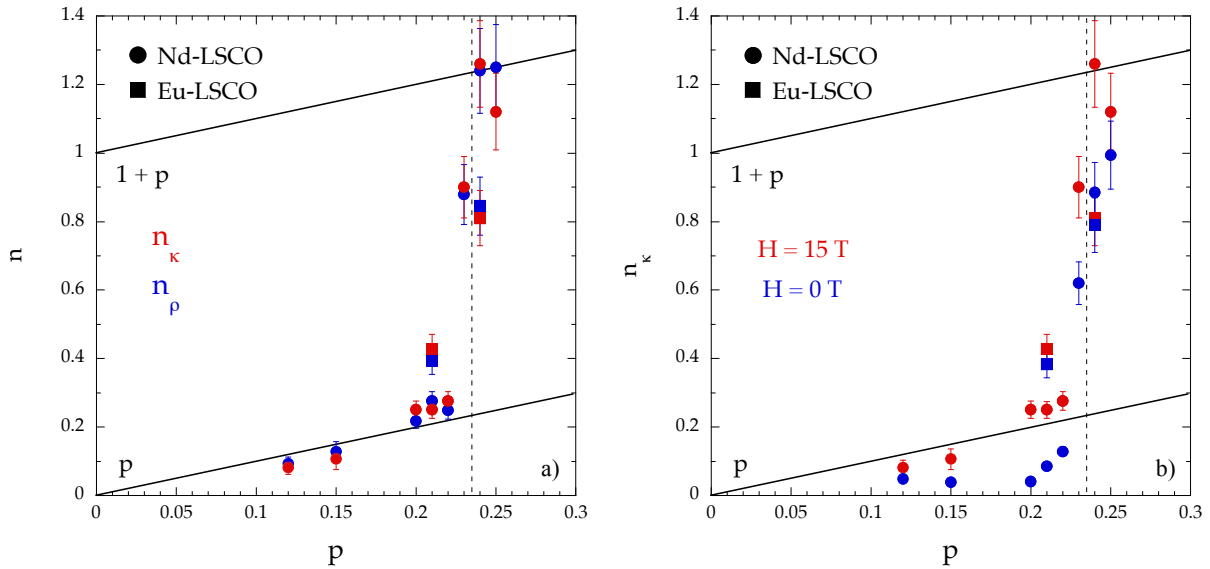 1.4
1.2
1
0.8
0.6
0.4
0.2
0
n
Nd-LSCO
Eu-LSCO
1 + p
nκ
nρ
p
a)
0 0.05 0.1 0.15 0.2 0.25 0.3
p
1.4
1.2
1
0.8
0.6
0.4
0.2
0
nκ
Nd-LSCO
Eu-LSCO
1 + p
H = 15 T
H = 0 T
p
b)
0 0.05 0.1 0.15 0.2 0.25 0.3
p